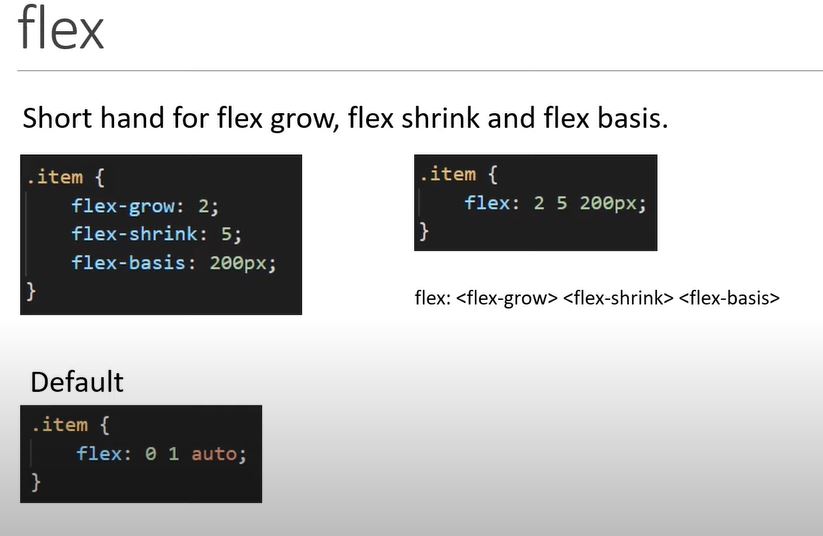 flex
Short hand for flex grow, flex shrink and flex basis.
.item {
flex-grow: 2;
flex-shrink: 5;
flex-basis: 200px;
}
.item {
flex: 2 5 200px;
}
flex: <flex-grow> <flex-shrink> <flex-basis>
Default
.item {
flex: 0 1 auto;
}